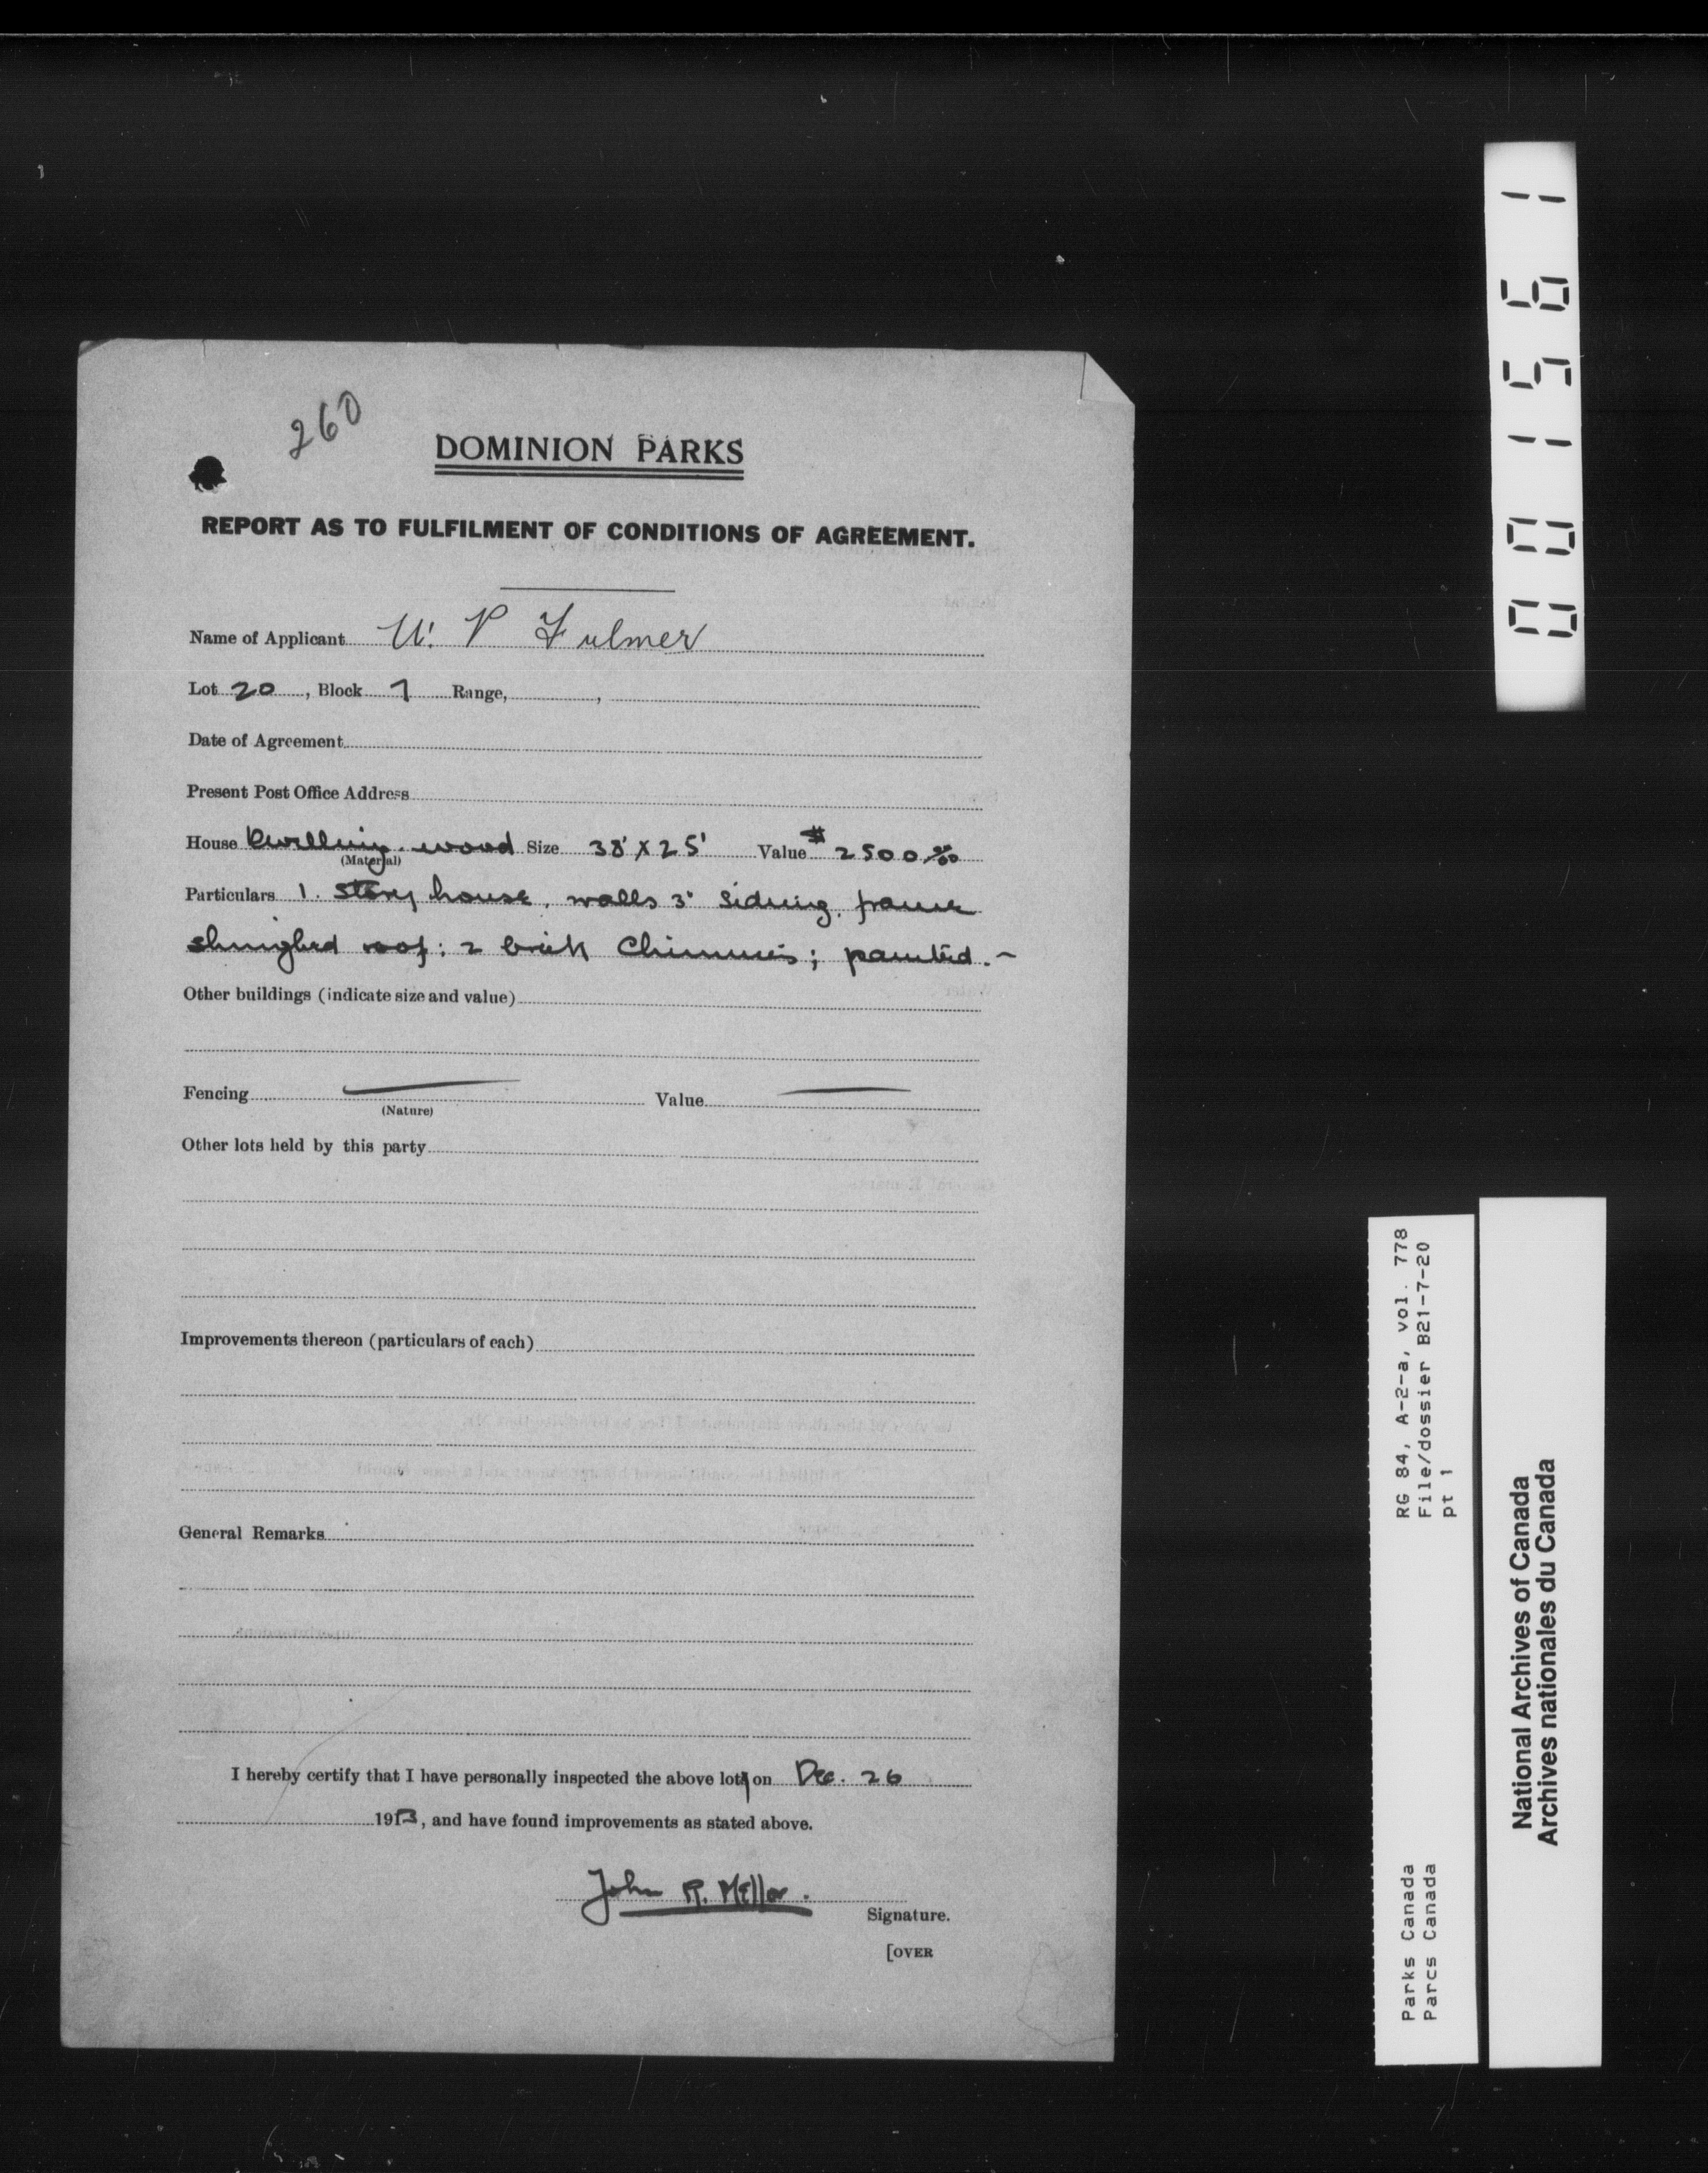 260
DOMINION PARKS
REPORT AS TO FULFILMENT OF CONDITIONS OF AGREEMENT.
Name of Applicant W. P Fulmer
Lot 20, Block 7 Range, ,
Date of Agreement
Present Post Office Address
House Dwelling. wood Size 38' X 25' Value $ 2500.00
(Material)
Particulars 1. story house, walls 3" siding, frame
shingled roof; 2 brick chimneis; painted.-
Other buildings (indicate size and value)
Fencing Value
(Nature)
Other lots held by this party
Improvements thereon (particulars of each)
General Remarks
I hereby certify that I have personally inspected the above lot on Dec. 26
1913, and have found improvements as stated above.
John R. Mellor.
Signature.
[OVER
001561
RG 84, A-2-a, vol. 778
File/dossier B21-7-20
pt 1
Parks Canada
Parcs Canada
National Archives of Canada
Archives nationales du Canada